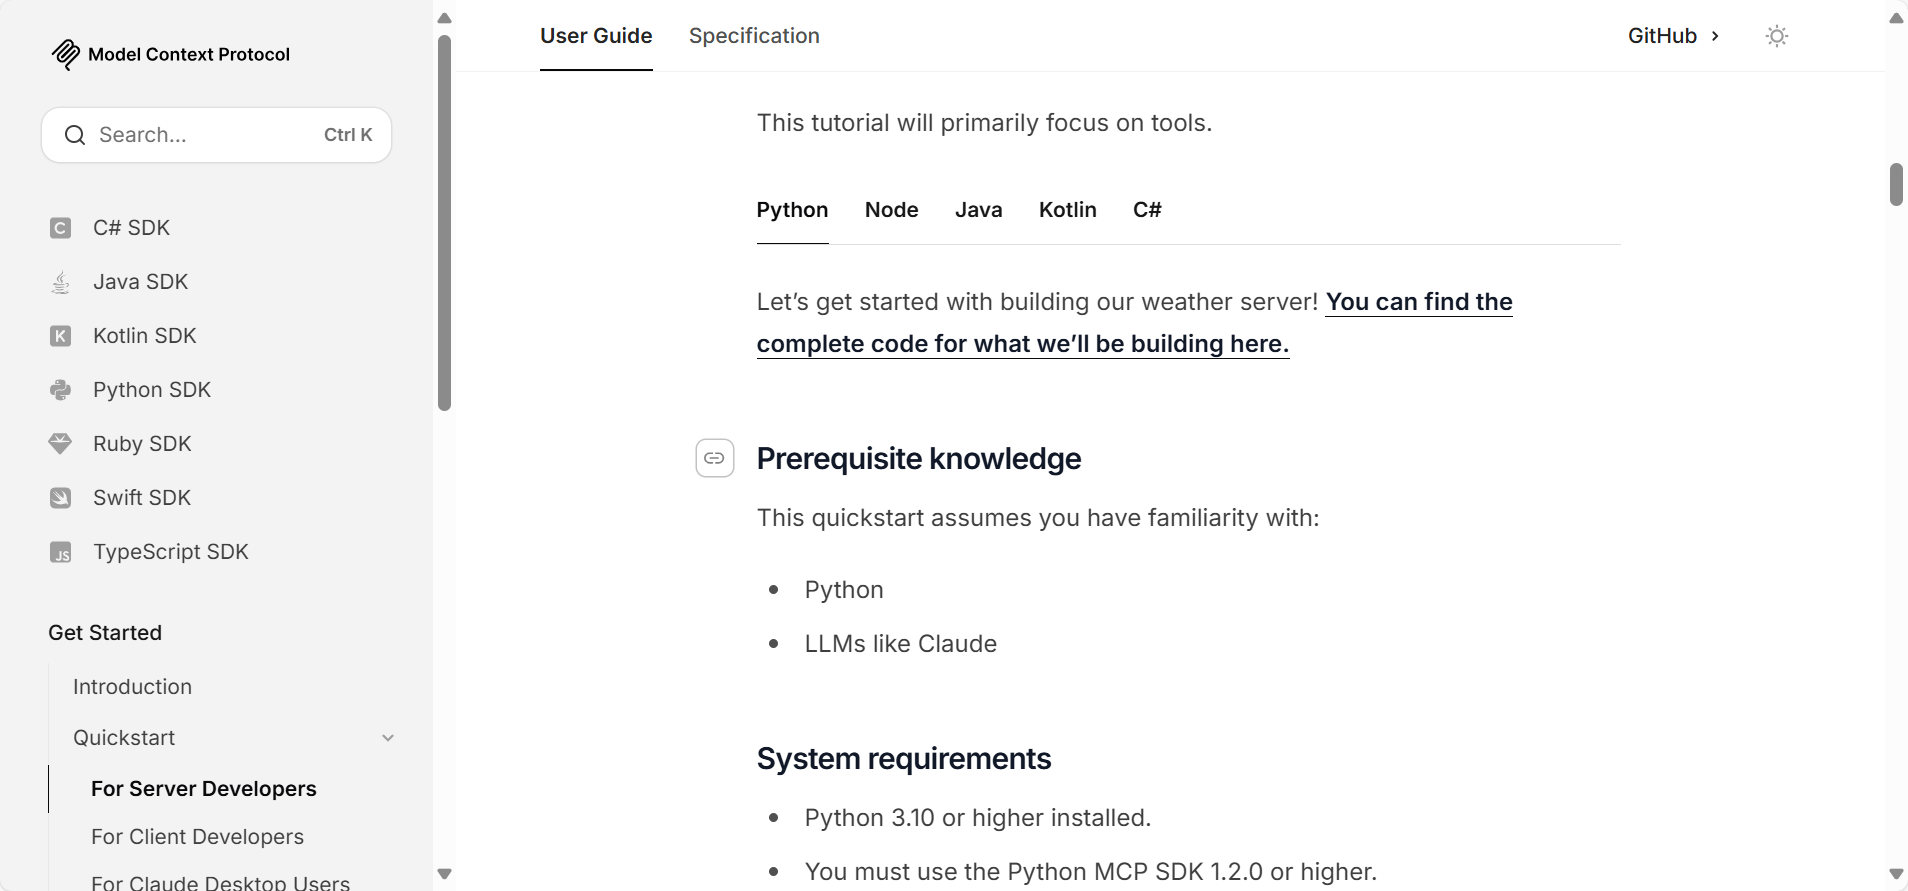 Model Context Protocol
Search...
Ctrl K
C# SDK
Java SDK
Kotlin SDK
Python SDK
Ruby SDK
Swift SDK
TypeScript SDK
Get Started
Introduction
Quickstart
For Server Developers
For Client Developers
For Claude Desktop Users
User Guide
Specification
GitHub
This tutorial will primarily focus on tools.
Python
Node
Java
Kotlin
C#
Let’s get started with building our weather server! You can find the
complete code for what we’ll be building here.
Prerequisite knowledge
This quickstart assumes you have familiarity with:
Python
LLMs like Claude
System requirements
Python 3.10 or higher installed.
You must use the Python MCP SDK 1.2.0 or higher.